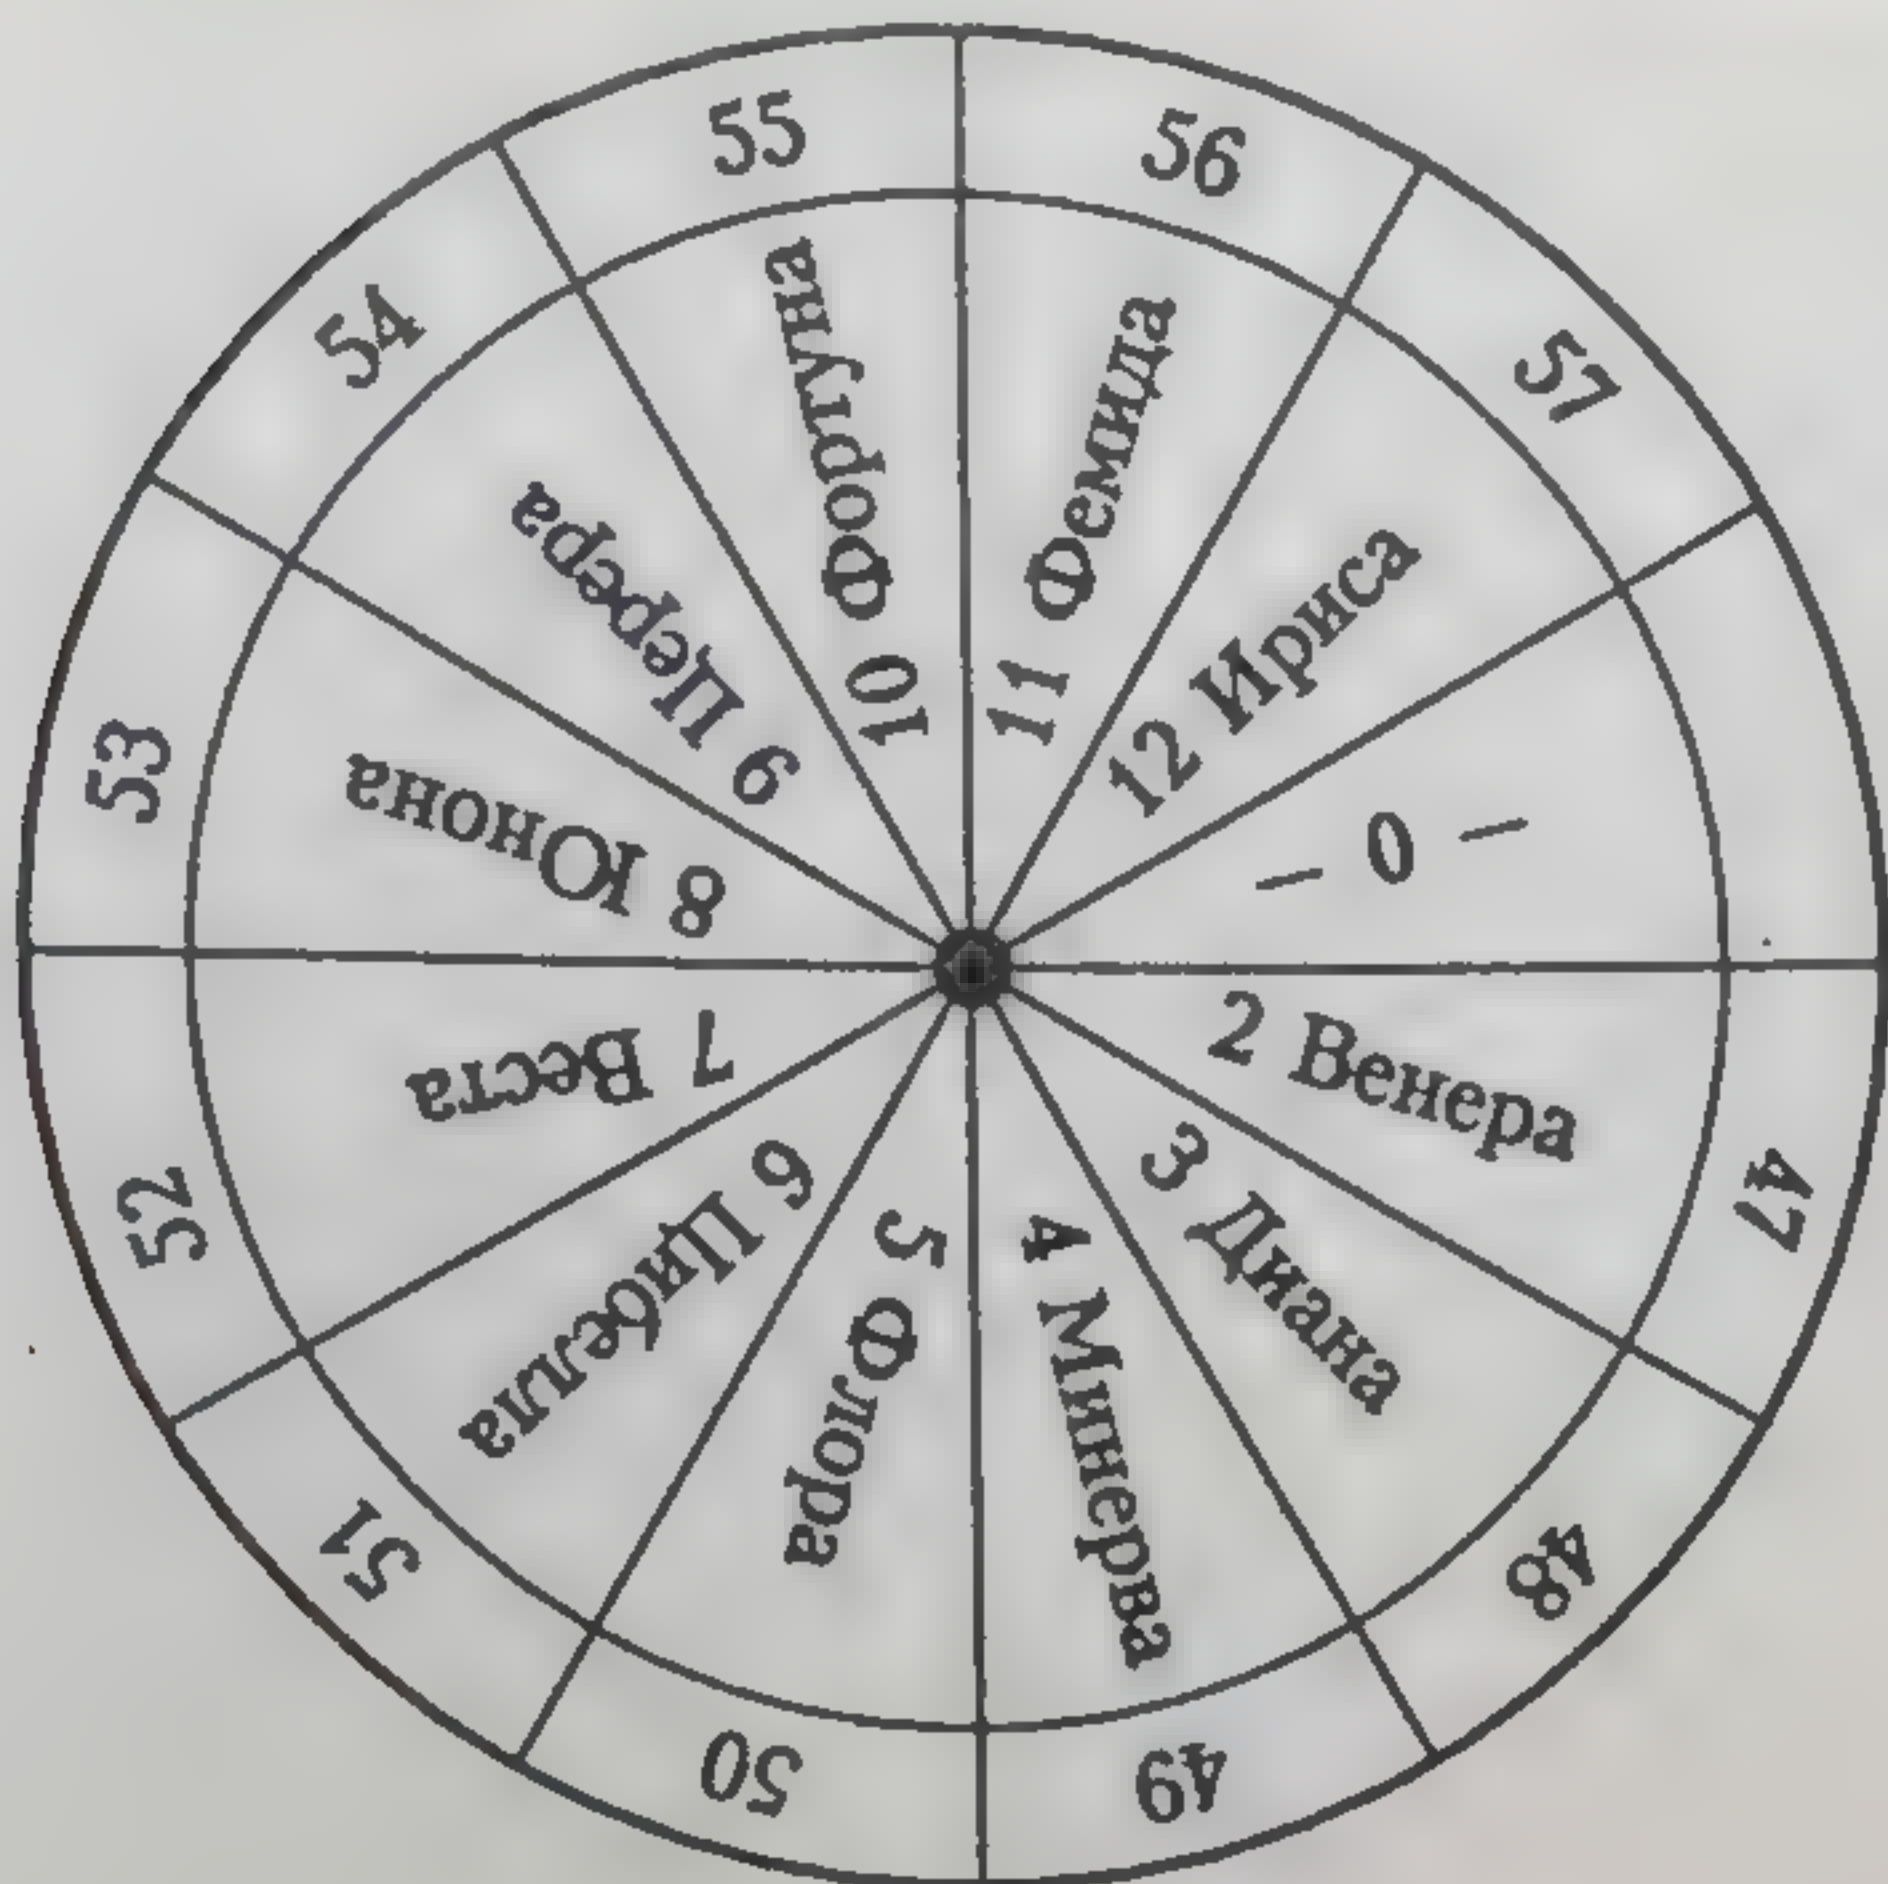 55
56
57
47
48
49
50
51
52
53
54
— 0 —
2 Венера
3 Диана
4 Минерва
5 Флора
6 Цибелла
7 Веста
8 Юнона
9 Церера
10 Фортуна
11 Фемида
12 Ириса